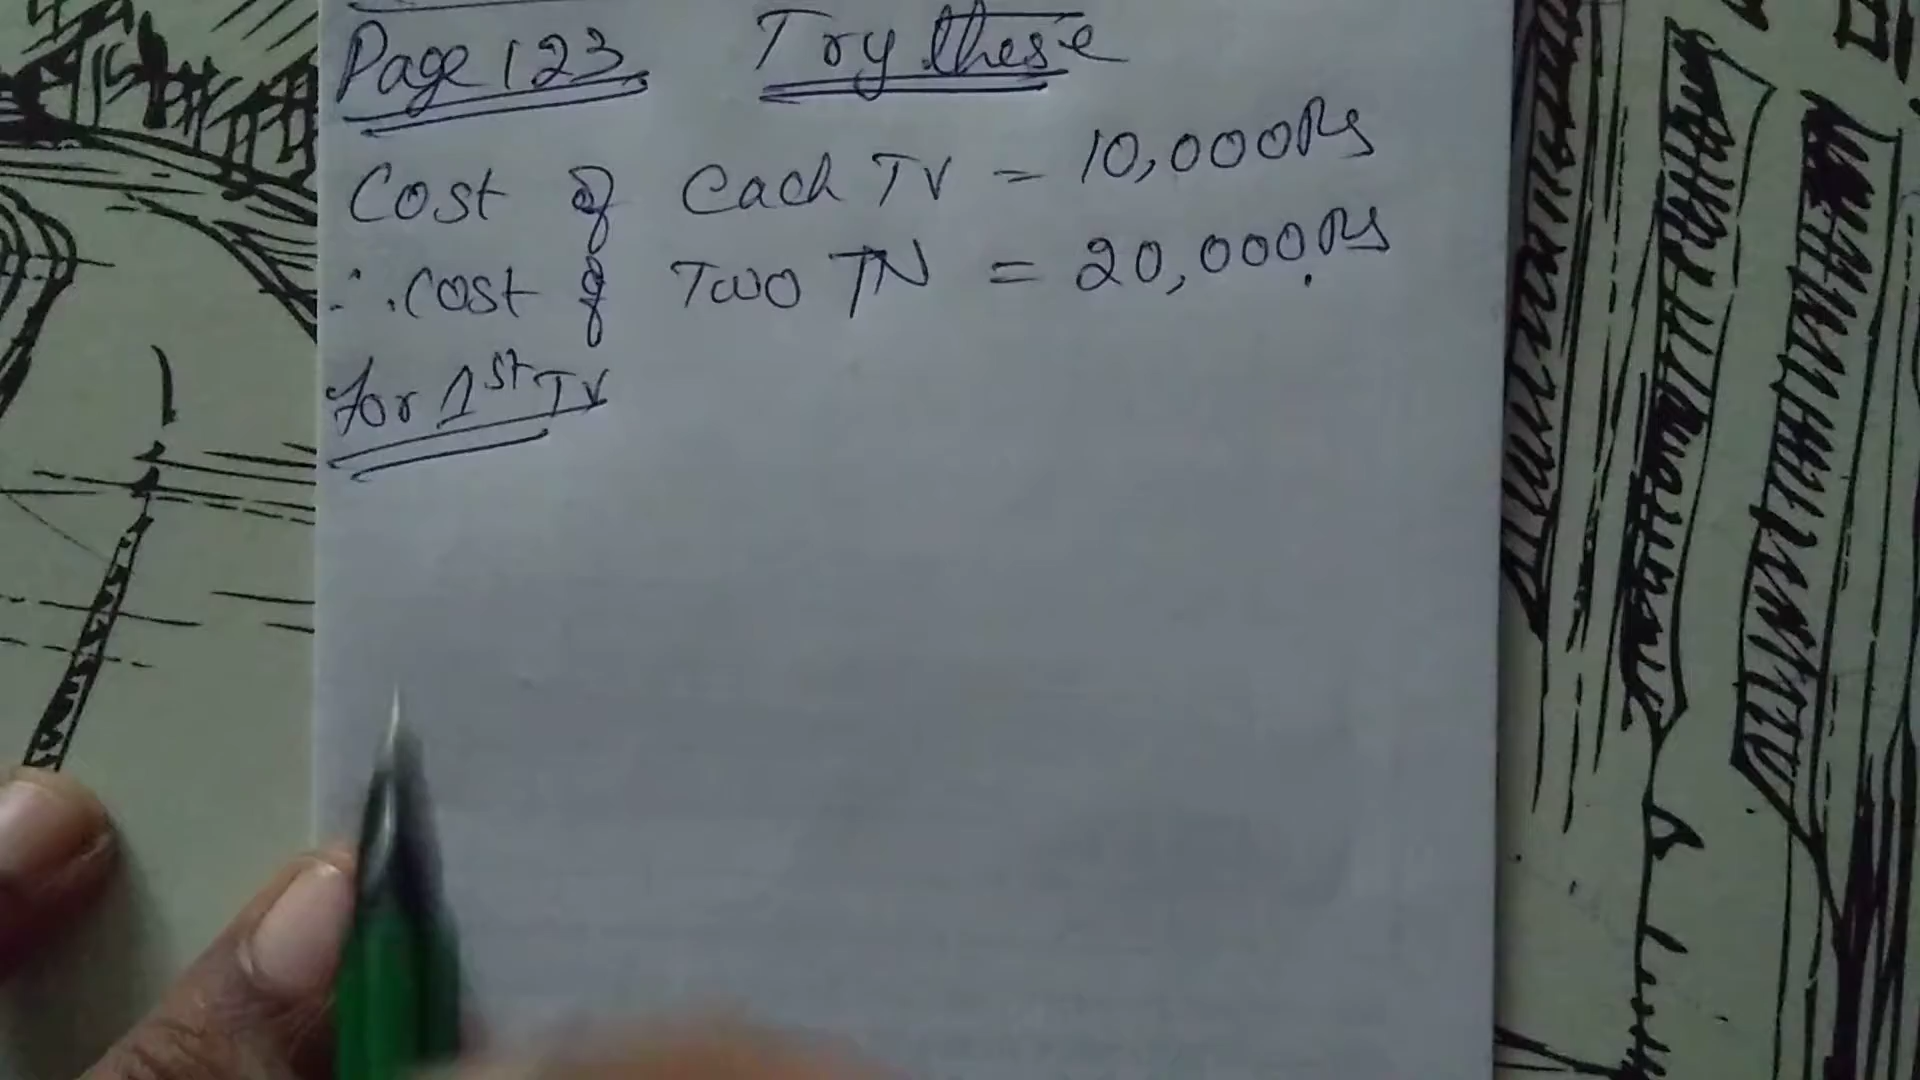 Page 123. Try these
Cost of each TV = 10,000Rs
∴ Cost of Two TV = 20,000Rs.
for 1st TV